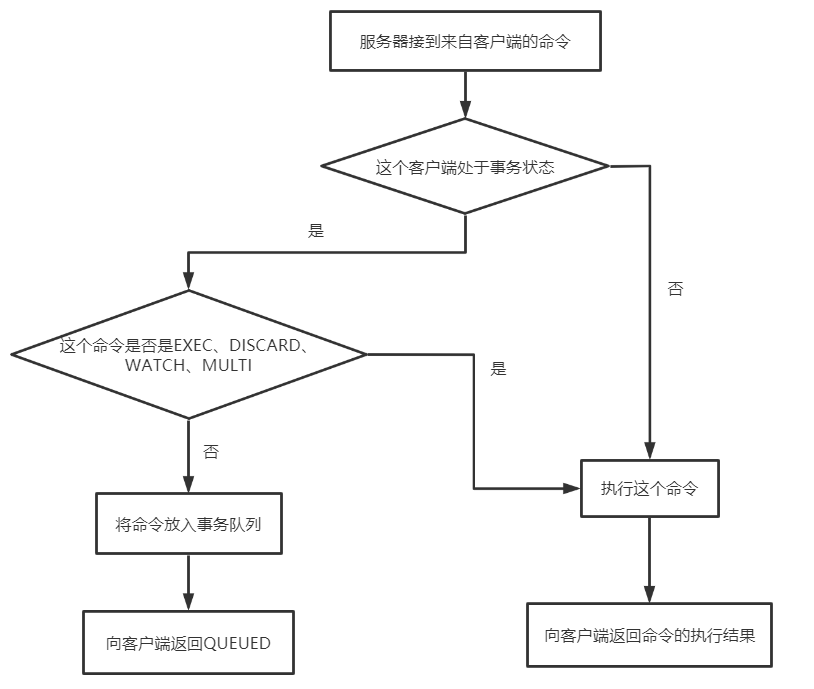 服务器接到来自客户端的命令
这个客户端处于事务状态
是
否
这个命令是否是EXEC、DISCARD、
WATCH、MULTI
是
否
执行这个命令
将命令放入事务队列
向客户端返回命令的执行结果
向客户端返回QUEUED